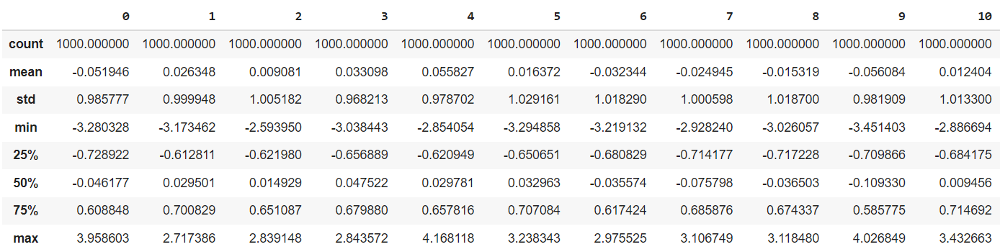 0 1 2 3 4 5 6 7 8 9 10
count 1000.000000 1000.000000 1000.000000 1000.000000 1000.000000 1000.000000 1000.000000 1000.000000 1000.000000 1000.000000 1000.000000
mean -0.051946 0.026348 0.009081 0.033098 0.055827 0.016372 -0.032344 -0.024945 -0.015319 -0.056084 0.012404
std 0.985777 0.999948 1.005182 0.968213 0.978702 1.029161 1.018290 1.000598 1.018700 0.981909 1.013300
min -3.280328 -3.173462 -2.593950 -3.038443 -2.854054 -3.294858 -3.219132 -2.928240 -3.026057 -3.451403 -2.886694
25% -0.728922 -0.612811 -0.621980 -0.656889 -0.620949 -0.650651 -0.680829 -0.714177 -0.717228 -0.709866 -0.684175
50% -0.046177 0.029501 0.014929 0.047522 0.029781 0.032963 -0.035574 -0.075798 -0.036503 -0.109330 0.009456
75% 0.608848 0.700829 0.651087 0.679880 0.657816 0.707084 0.617424 0.685876 0.674337 0.585775 0.714692
max 3.958603 2.717386 2.839148 2.843572 4.168118 3.238343 2.975525 3.106749 3.118480 4.026849 3.432663